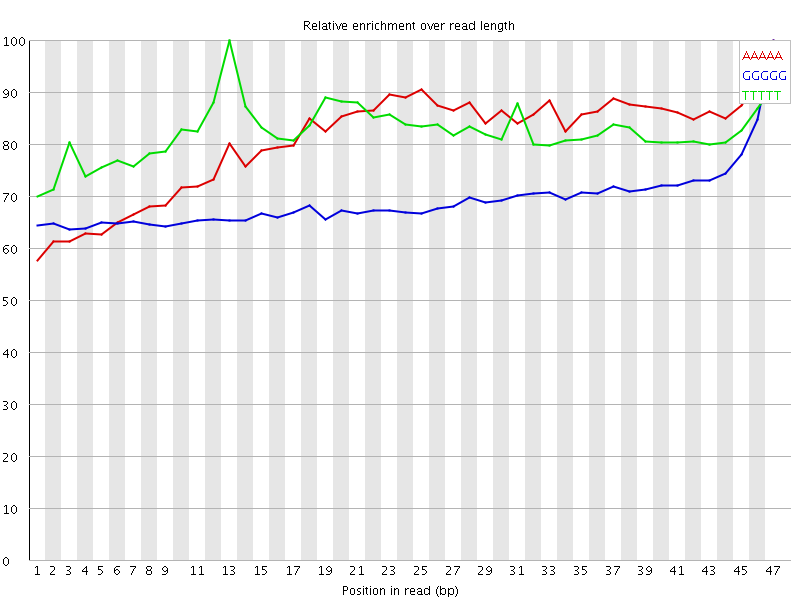 Relative enrichment over read length
100
90
80
70
60
50
40
30
20
10
0
AAAAA
GGGGG
TTTTT
1 2 3 4 5 6 7 8 9 11 13 15 17 19 21 23 25 27 29 31 33 35 37 39 41 43 45 47
Position in read (bp)